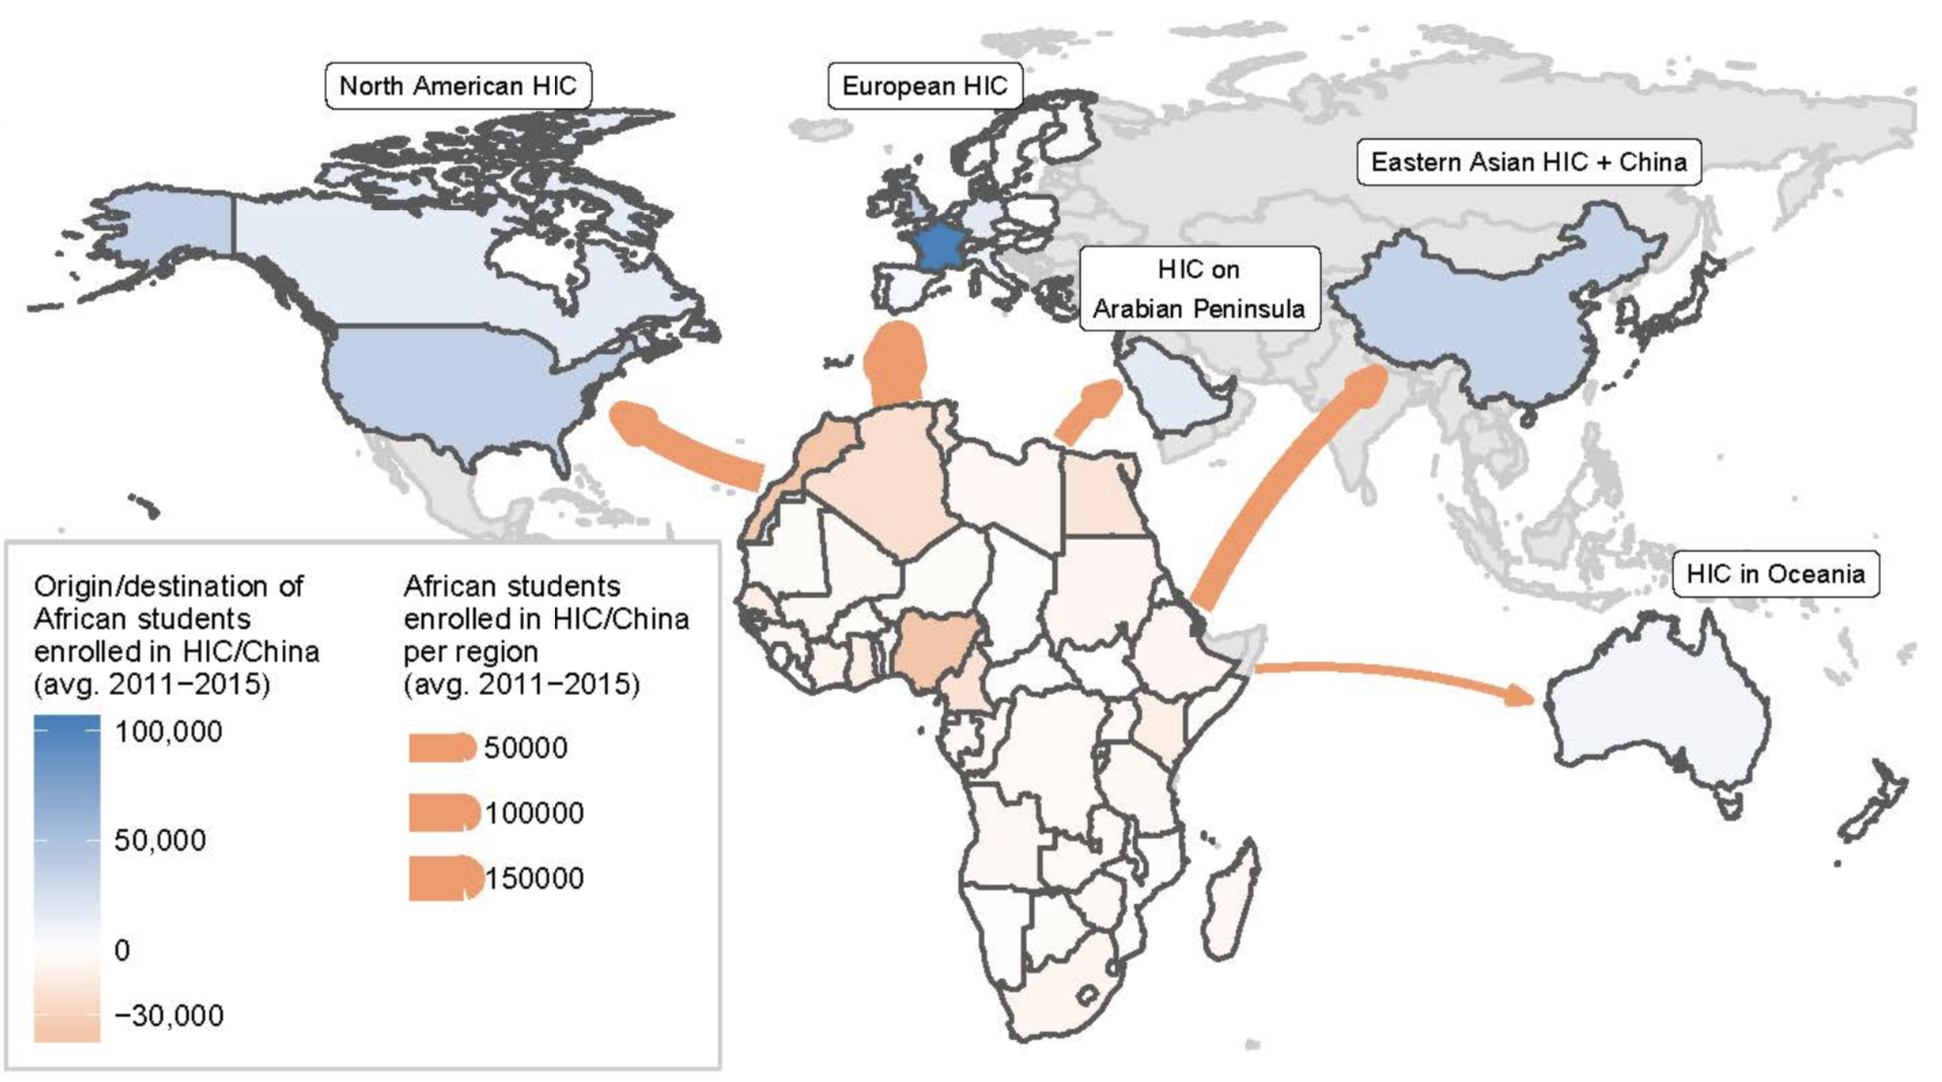 North American HIC
European HIC
Eastern Asian HIC + China
HIC on
Arabian Peninsula
HIC in Oceania
Origin/destination of
African students
enrolled in HIC/China
(avg. 2011−2015)
100,000
50,000
0
−30,000
African students
enrolled in HIC/China
per region
(avg. 2011−2015)
50000
100000
150000